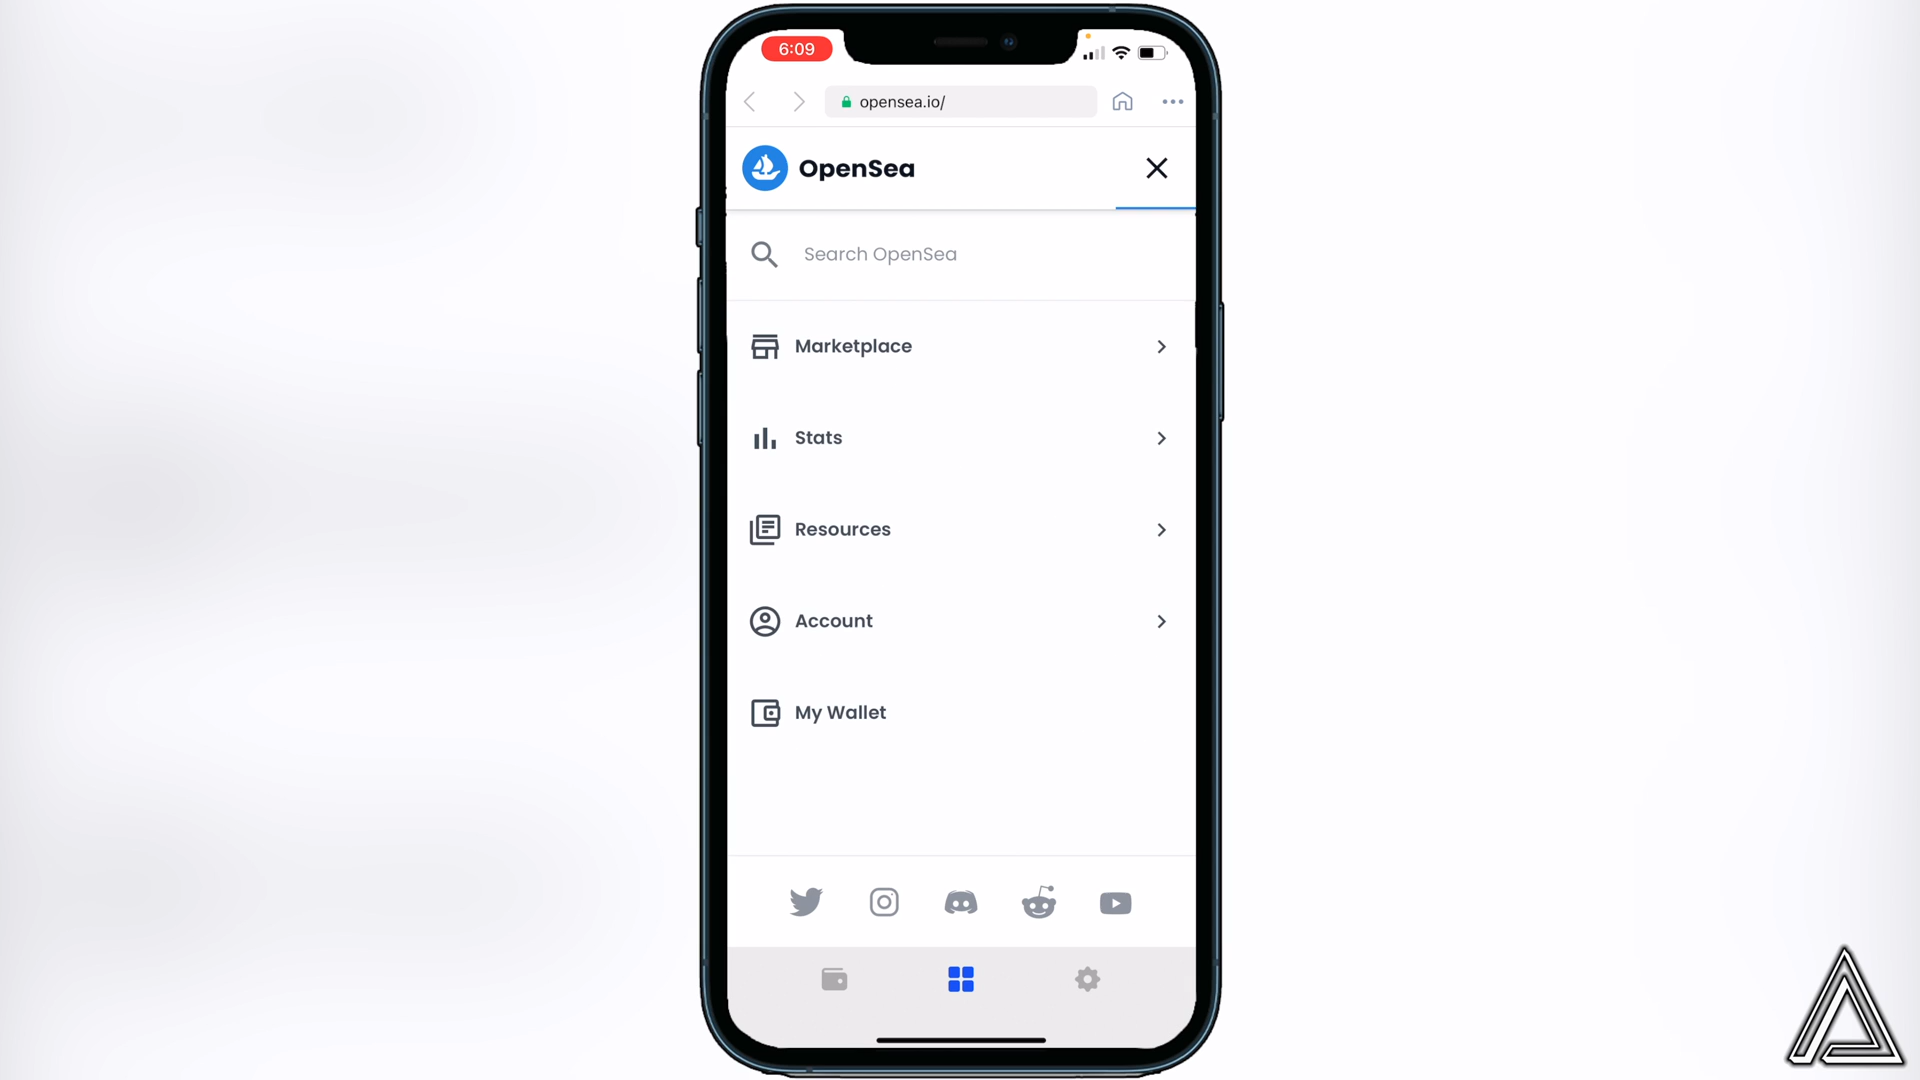 6:09
opensea.io/
OpenSea
Search OpenSea
Marketplace
Stats
Resources
Account
My Wallet